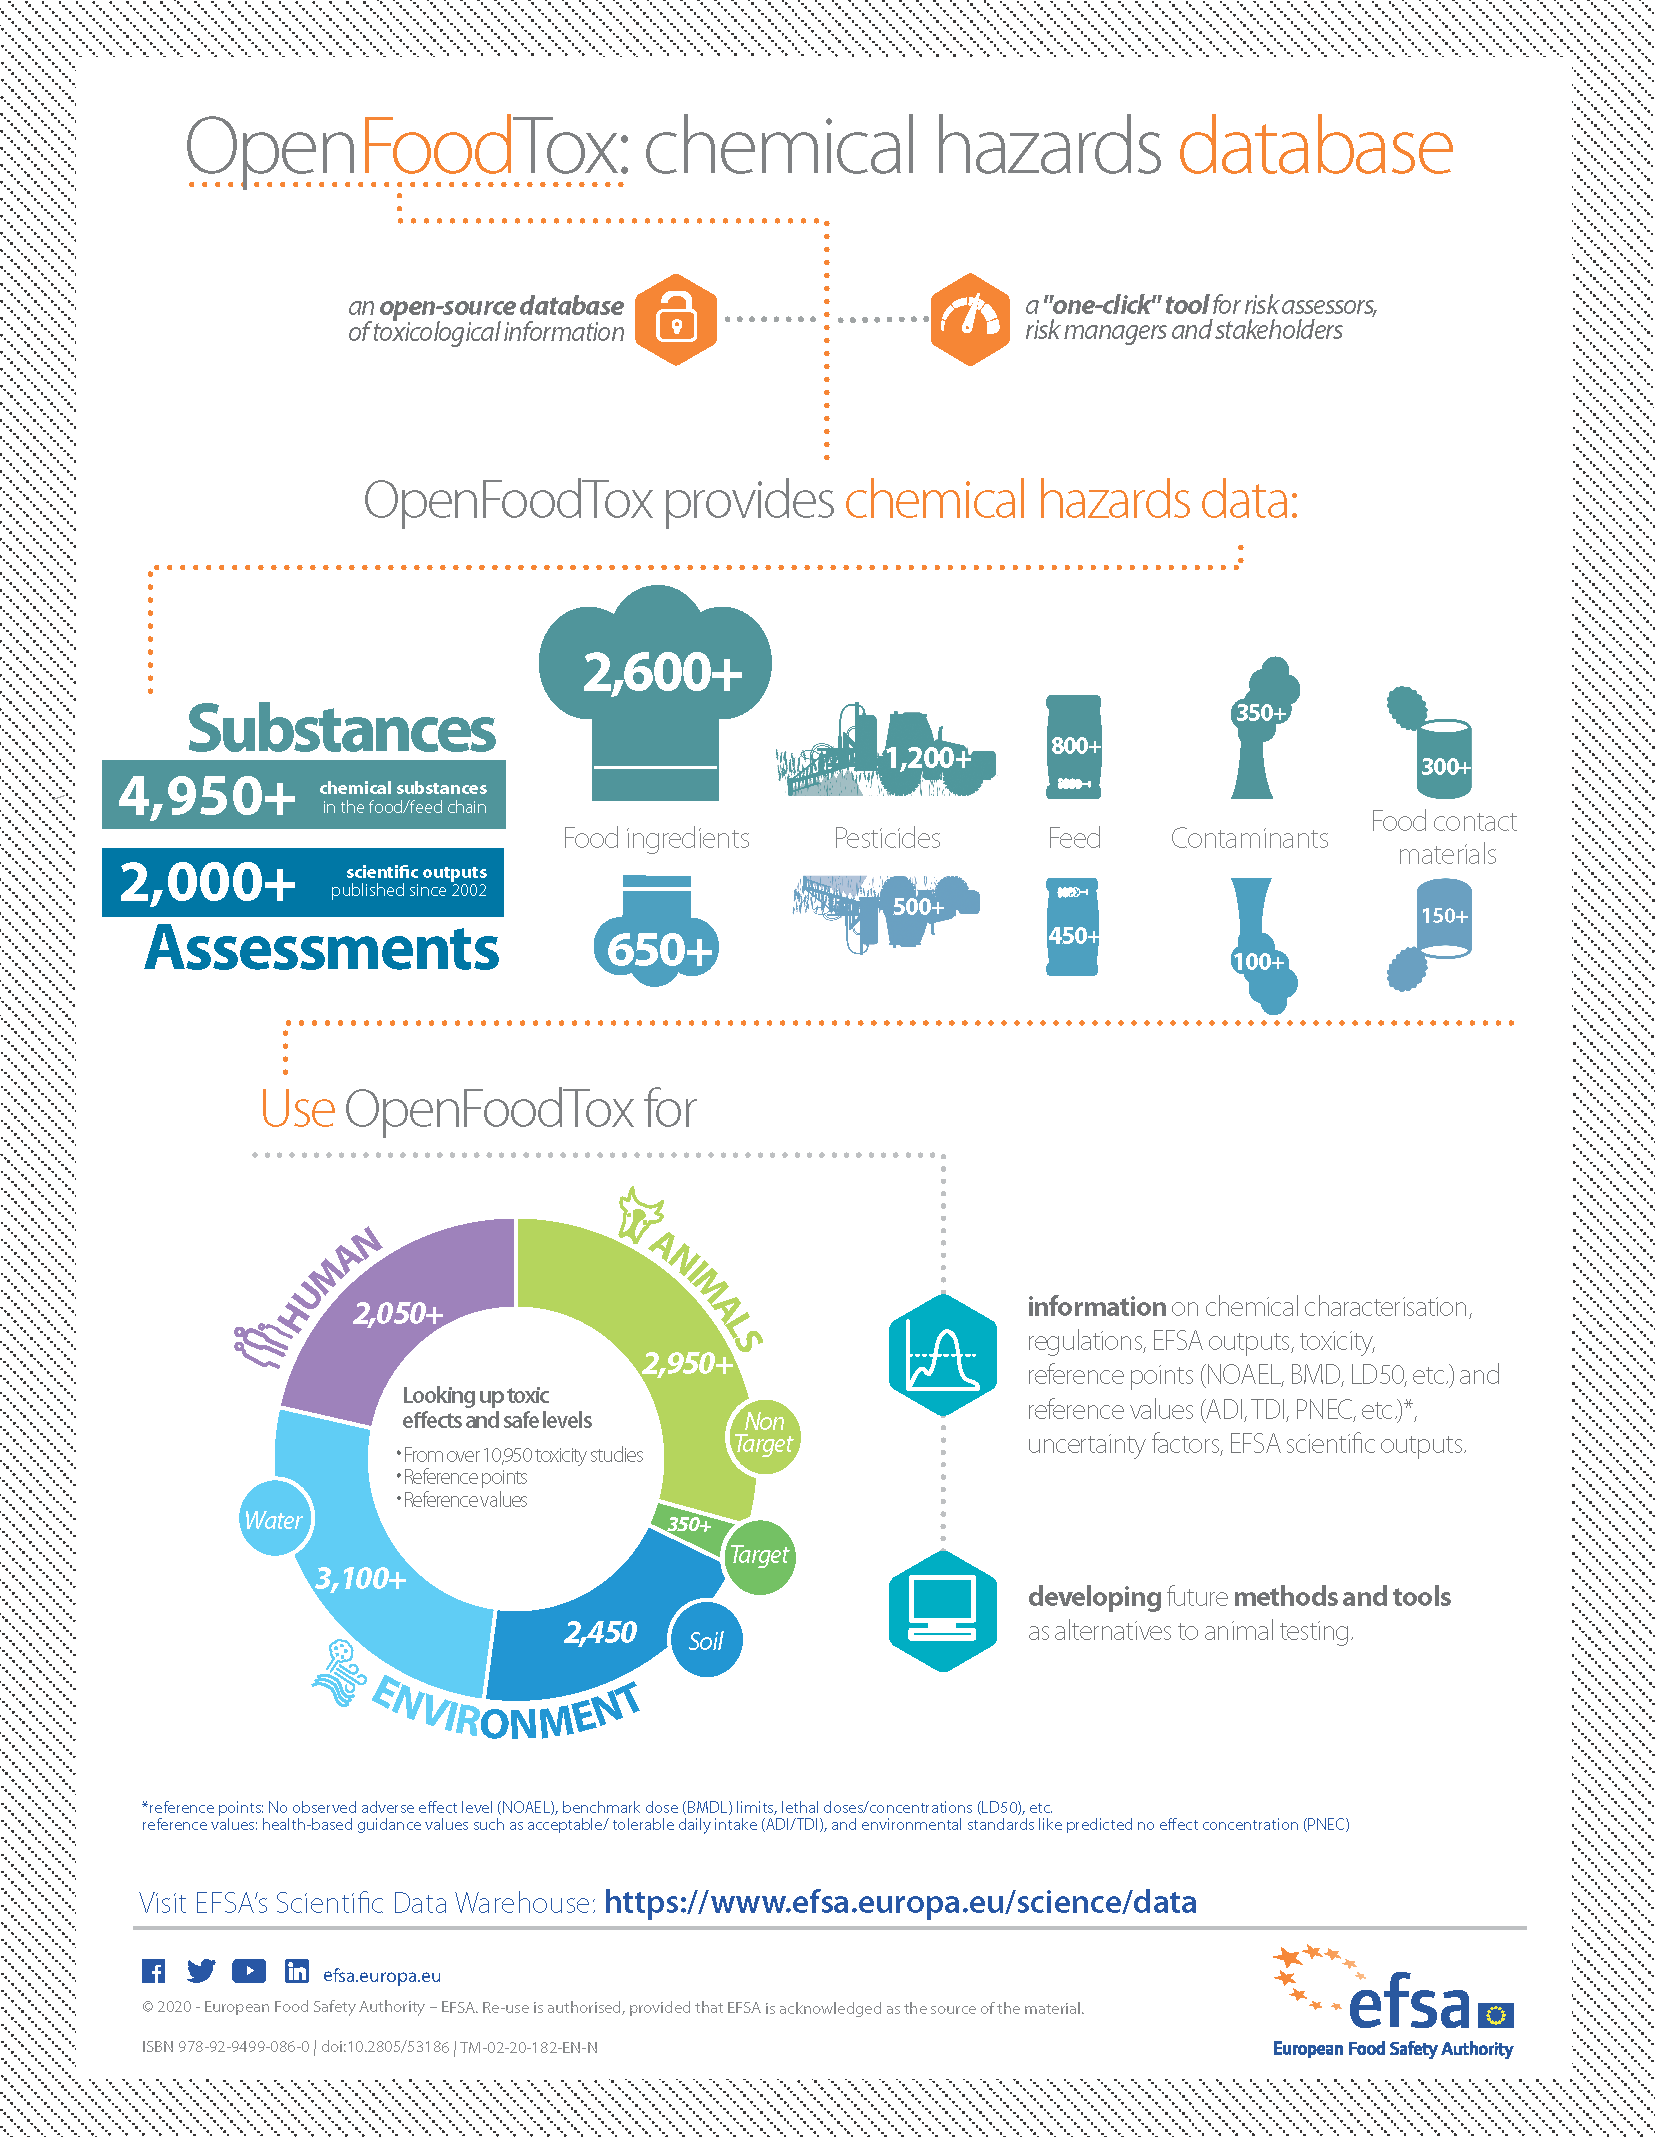 OpenFoodTox: chemical hazards database
an open-source database
of toxicological information
a "one-click" tool for risk assessors,
risk managers and stakeholders
OpenFoodTox provides chemical hazards data:
Substances
4,950+ chemical substances
in the food/feed chain
2,000+ scientific outputs
published since 2002
Assessments
2,600+
1,200+
800+
350+
300+
Food ingredients
Pesticides
Feed
Contaminants
Food contact
materials
650+
500+
450+
100+
150+
Use OpenFoodTox for
HUMAN
2,050+
ANIMALS
2,950+
Non
Target
350+
Target
Looking up toxic
effects and safe levels
• From over 10,950 toxicity studies
• Reference points
• Reference values
Water
3,100+
2,450
Soil
ENVIRONMENT
information on chemical characterisation,
regulations, EFSA outputs, toxicity,
reference points (NOAEL, BMD, LD50, etc.) and
reference values (ADI, TDI, PNEC, etc.)*,
uncertainty factors, EFSA scientific outputs.
developing future methods and tools
as alternatives to animal testing.
*reference points: No observed adverse effect level (NOAEL), benchmark dose (BMDL) limits, lethal doses/concentrations (LD50), etc.
reference values: health-based guidance values such as acceptable/ tolerable daily intake (ADI/TDI), and environmental standards like predicted no effect concentration (PNEC)
Visit EFSA's Scientific Data Warehouse: https://www.efsa.europa.eu/science/data
efsa.europa.eu
© 2020 - European Food Safety Authority – EFSA. Re-use is authorised, provided that EFSA is acknowledged as the source of the material.
ISBN 978-92-9499-086-0 | doi:10.2805/53186 | TM-02-20-182-EN-N
efsa
European Food Safety Authority